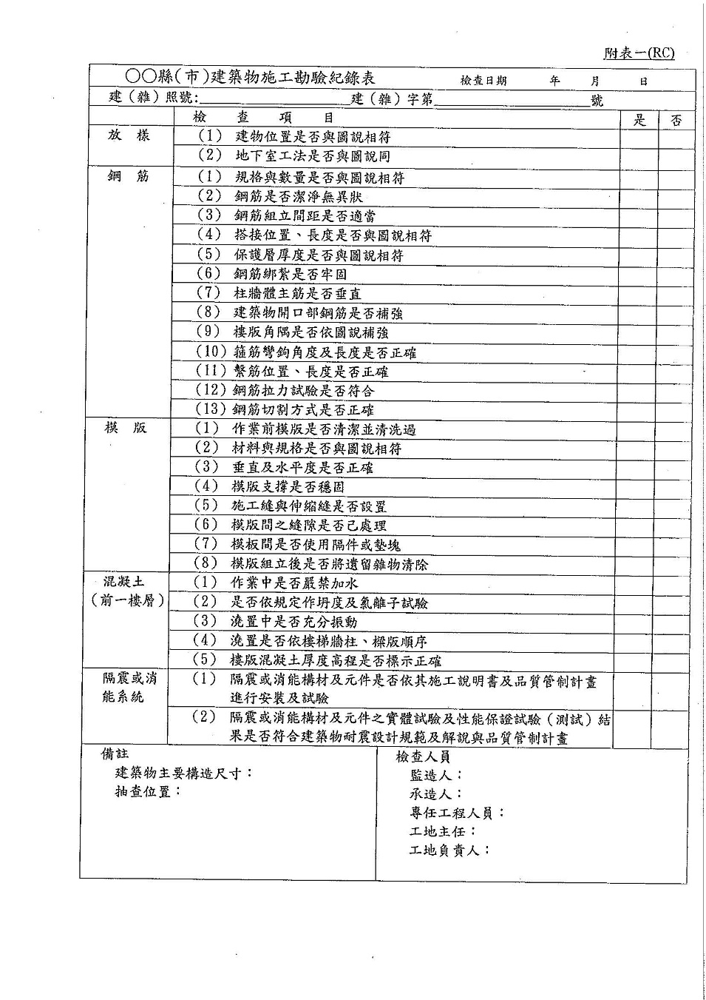 附表一(RC)
○○縣(市)建築物施工勘驗紀錄表 檢查日期 年 月 日
建(雜)照號: 建(雜)字第 號
檢 查 項 目 是 否
放 樣 (1) 建物位置是否與圖說相符
(2) 地下室工法是否與圖說同
鋼 筋 (1) 規格與數量是否與圖說相符
(2) 鋼筋是否潔淨無異狀
(3) 鋼筋組立間距是否適當
(4) 搭接位置、長度是否與圖說相符
(5) 保護層厚度是否與圖說相符
(6) 鋼筋綁紮是否牢固
(7) 柱牆體主筋是否垂直
(8) 建築物開口部鋼筋是否補強
(9) 樓版角隅是否依圖說補強
(10) 箍筋彎鉤角度及長度是否正確
(11) 繫筋位置、長度是否正確
(12) 鋼筋拉力試驗是否符合
(13) 鋼筋切割方式是否正確
模 版 (1) 作業前模版是否清潔並清洗過
(2) 材料與規格是否與圖說相符
(3) 垂直及水平度是否正確
(4) 模版支撐是否穩固
(5) 施工縫與伸縮縫是否設置
(6) 模版間之縫隙是否已處理
(7) 模板間是否使用隔件或墊塊
(8) 模版組立後是否將遺留雜物清除
混凝土 (1) 作業中是否嚴禁加水
(前一樓層) (2) 是否依規定作坍度及氯離子試驗
(3) 澆置中是否充分振動
(4) 澆置是否依樓梯牆柱、樑版順序
(5) 樓版混凝土厚度高程是否標示正確
隔震或消 (1) 隔震或消能構材及元件是否依其施工說明書及品質管制計畫
能系統 進行安裝及試驗
(2) 隔震或消能構材及元件之實體試驗及性能保證試驗(測試)結
果是否符合建築物耐震設計規範及解說與品質管制計畫
備註 檢查人員
建築物主要構造尺寸: 監造人:
抽查位置: 承造人:
專任工程人員:
工地主任:
工地負責人: